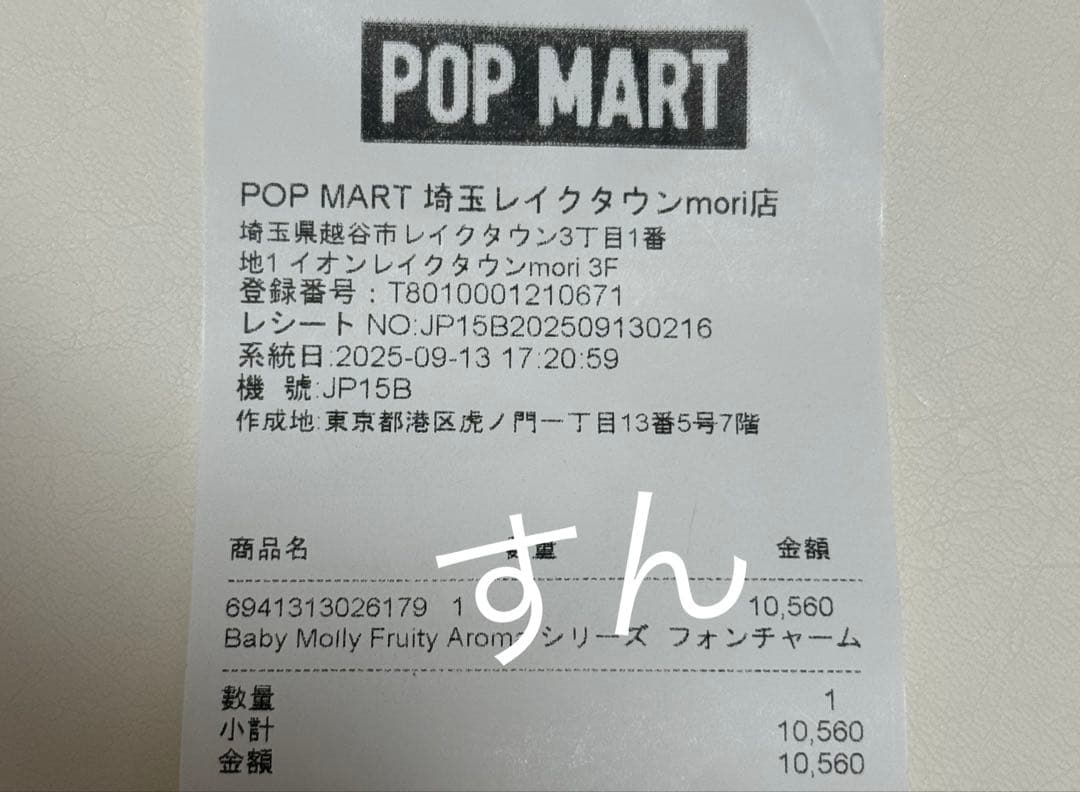 POP MART
POP MART 埼玉レイクタウンmori店
埼玉県越谷市レイクタウン3丁目1番
地1 イオンレイクタウンmori 3F
登録番号：T8010001210671
レシート NO:JP15B202509130216
系統日:2025-09-13 17:20:59
機 號:JP15B
作成地:東京都港区虎ノ門一丁目13番5号7階
すん
商品名 数量 金額
6941313026179 1 10,560
Baby Molly Fruity Aroma シリーズ フォンチャーム
數量 1
小計 10,560
金額 10,560